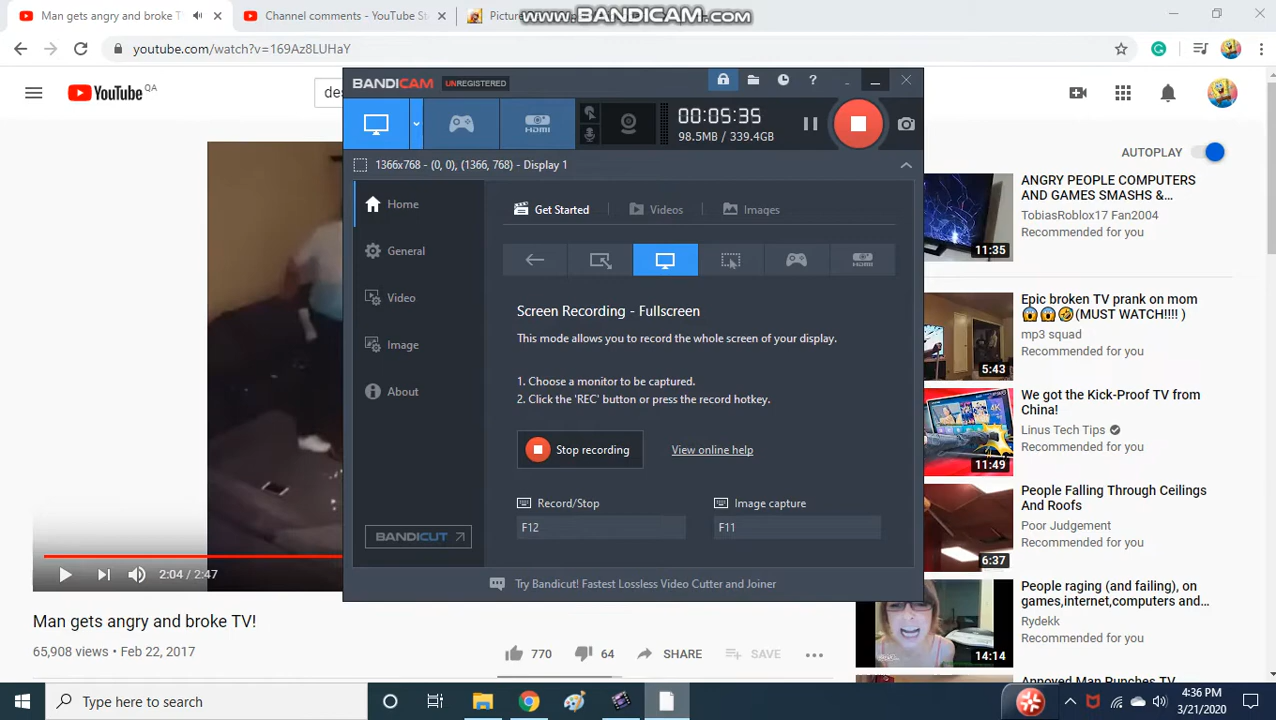 Man gets angry and broke T
Channel comments - YouTube St
Picture
www.BANDICAM.com
youtube.com/watch?v=169Az8LUHaY
YouTube QA
des
BANDICAM UNREGISTERED
HDMI
00:05:35
98.5MB / 339.4GB
1366x768 - (0, 0), (1366, 768) - Display 1
Home
General
Video
Image
About
BANDICUT
Get Started
Videos
Images
HDMI
Screen Recording - Fullscreen
This mode allows you to record the whole screen of your display.
1. Choose a monitor to be captured.
2. Click the 'REC' button or press the record hotkey.
Stop recording
View online help
Record/Stop
F12
Image capture
F11
Try Bandicut! Fastest Lossless Video Cutter and Joiner
2:04 / 2:47
Man gets angry and broke TV!
65,908 views • Feb 22, 2017
770
64
SHARE
SAVE
AUTOPLAY
ANGRY PEOPLE COMPUTERS
AND GAMES SMASHS &...
TobiasRoblox17 Fan2004
Recommended for you
11:35
Epic broken TV prank on mom
😱😱🤣(MUST WATCH!!!! )
mp3 squad
Recommended for you
5:43
We got the Kick-Proof TV from
China!
Linus Tech Tips
Recommended for you
11:49
People Falling Through Ceilings
And Roofs
Poor Judgement
Recommended for you
6:37
People raging (and failing), on
games,internet,computers and...
Rydekk
Recommended for you
14:14
Annoyed Man Punches TV
Type here to search
4:36 PM
3/21/2020